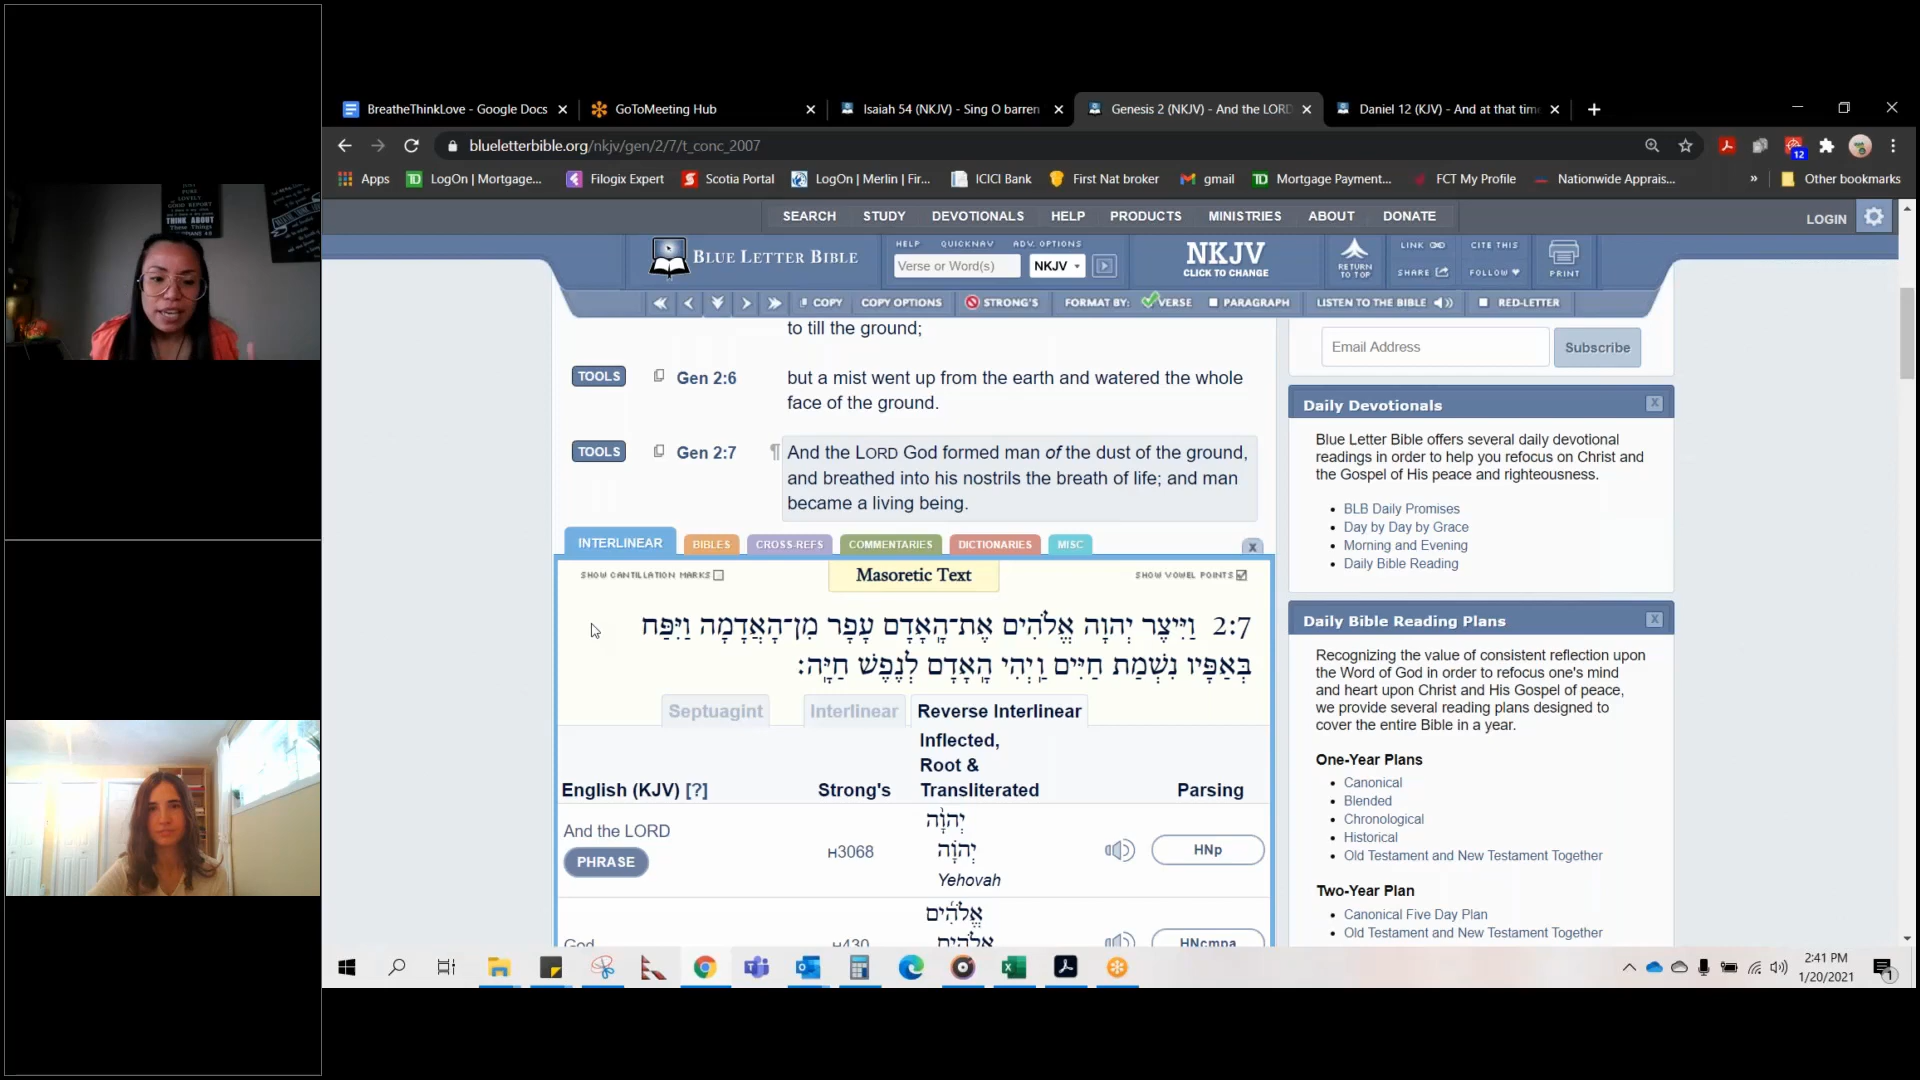 BreatheThinkLove - Google Docs
GoToMeeting Hub
Isaiah 54 (NKJV) - Sing O barren
Genesis 2 (NKJV) - And the LORD
Daniel 12 (KJV) - And at that tim
blueletterbible.org/nkjv/gen/2/7/t_conc_2007
12
Apps
LogOn | Mortgage...
Filogix Expert
Scotia Portal
LogOn | Merlin | Fir...
ICICI Bank
First Nat broker
gmail
Mortgage Payment...
FCT My Profile
Nationwide Apprais...
Other bookmarks
SEARCH STUDY DEVOTIONALS HELP PRODUCTS MINISTRIES ABOUT DONATE
LOGIN
BLUE LETTER BIBLE
HELP QUICKNAV ADV. OPTIONS
Verse or Word(s)
NKJV
NKJV
CLICK TO CHANGE
RETURN
TO TOP
LINK
CITE THIS
SHARE
FOLLOW
PRINT
COPY COPY OPTIONS STRONG'S FORMAT BY: VERSE PARAGRAPH LISTEN TO THE BIBLE RED-LETTER
to till the ground;
TOOLS Gen 2:6 but a mist went up from the earth and watered the whole
face of the ground.
TOOLS Gen 2:7 ¶ And the LORD God formed man of the dust of the ground,
and breathed into his nostrils the breath of life; and man
became a living being.
INTERLINEAR BIBLES CROSS-REFS COMMENTARIES DICTIONARIES MISC
SHOW CANTILLATION MARKS
Masoretic Text
SHOW VOWEL POINTS
2:7 וַיִּיצֶר יְהוָה אֱלֹהִים אֶת־הָאָדָם עָפָר מִן־הָאֲדָמָה וַיִּפַּח
בְּאַפָּיו נִשְׁמַת חַיִּים וַיְהִי הָאָדָם לְנֶפֶשׁ חַיָּה׃
Septuagint Interlinear Reverse Interlinear
English (KJV) [?]
Strong's
Inflected,
Root &
Transliterated
Parsing
And the LORD
PHRASE
H3068
יְהוָֹה
יְהוָֹה
Yehovah
HNp
God
H430
אֱלֹהִים
אֱלֹהִים
HNcmpa
Email Address
Subscribe
Daily Devotionals
Blue Letter Bible offers several daily devotional
readings in order to help you refocus on Christ and
the Gospel of His peace and righteousness.
BLB Daily Promises
Day by Day by Grace
Morning and Evening
Daily Bible Reading
Daily Bible Reading Plans
Recognizing the value of consistent reflection upon
the Word of God in order to refocus one's mind
and heart upon Christ and His Gospel of peace,
we provide several reading plans designed to
cover the entire Bible in a year.
One-Year Plans
Canonical
Blended
Chronological
Historical
Old Testament and New Testament Together
Two-Year Plan
Canonical Five Day Plan
Old Testament and New Testament Together
2:41 PM
1/20/2021
1
THINK ABOUT